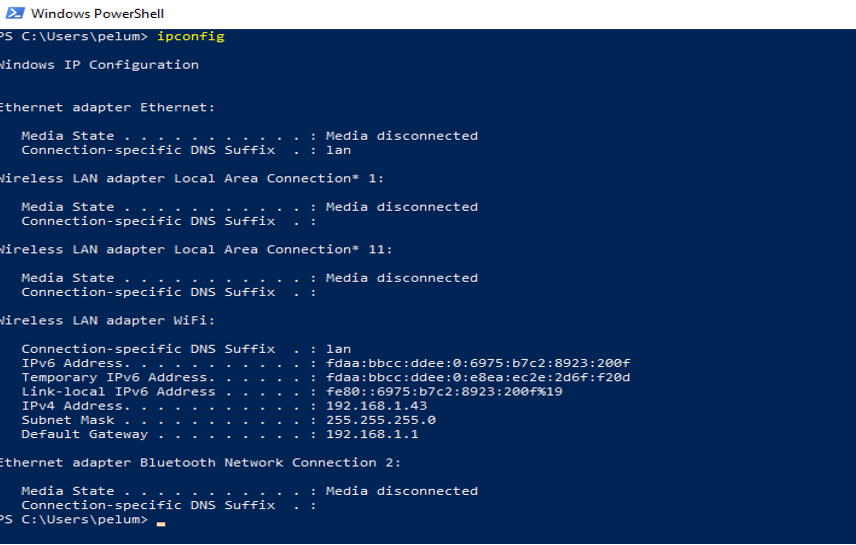 Windows PowerShell
PS C:\Users\pelum> ipconfig
Windows IP Configuration
Ethernet adapter Ethernet:
Media State . . . . . . . . . . . : Media disconnected
Connection-specific DNS Suffix  . : lan
Wireless LAN adapter Local Area Connection* 1:
Media State . . . . . . . . . . . : Media disconnected
Connection-specific DNS Suffix  . :
Wireless LAN adapter Local Area Connection* 11:
Media State . . . . . . . . . . . : Media disconnected
Connection-specific DNS Suffix  . :
Wireless LAN adapter WiFi:
Connection-specific DNS Suffix  . : lan
IPv6 Address. . . . . . . . . . . : fdaa:bbcc:ddee:0:6975:b7c2:8923:200f
Temporary IPv6 Address. . . . . . : fdaa:bbcc:ddee:0:e8ea:ec2e:2d6f:f20d
Link-local IPv6 Address . . . . . : fe80::6975:b7c2:8923:200f%19
IPv4 Address. . . . . . . . . . . : 192.168.1.43
Subnet Mask . . . . . . . . . . . : 255.255.255.0
Default Gateway . . . . . . . . . : 192.168.1.1
Ethernet adapter Bluetooth Network Connection 2:
Media State . . . . . . . . . . . : Media disconnected
Connection-specific DNS Suffix  . :
PS C:\Users\pelum>